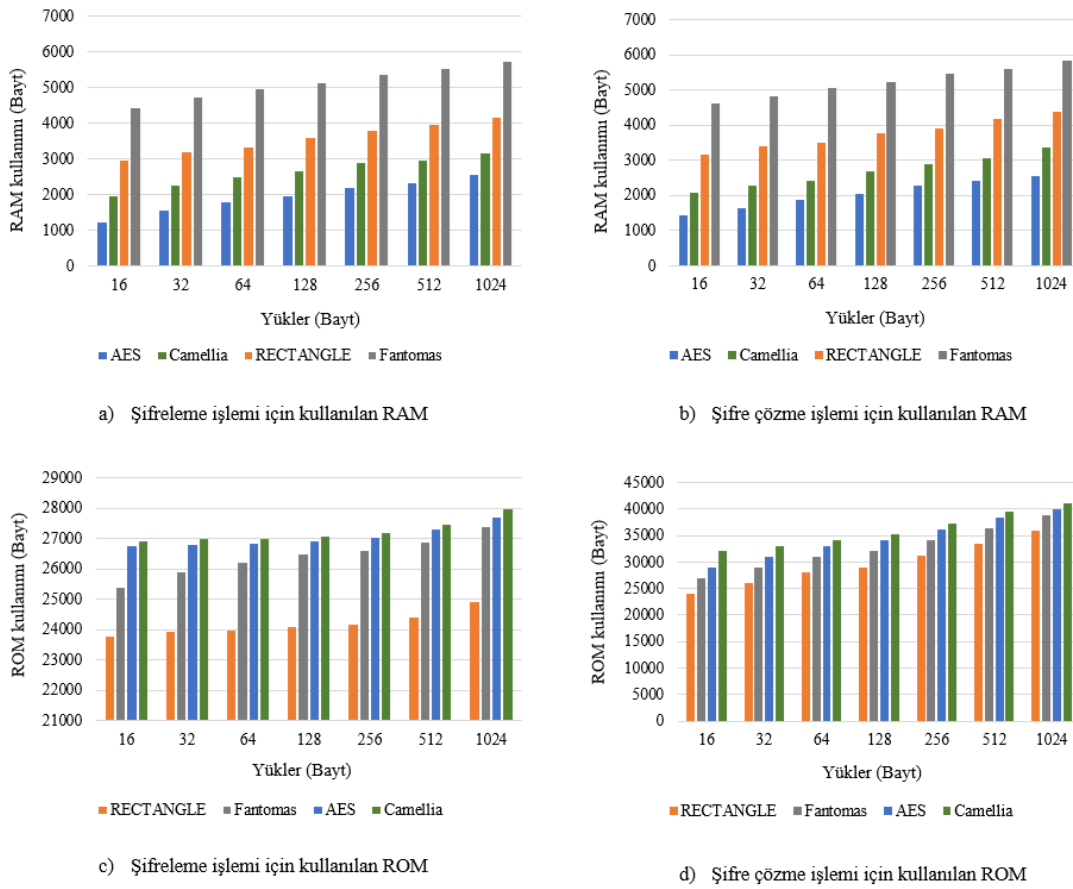 7000
6000
5000
4000
3000
2000
1000
0
RAM kullanımı (Bayt)
16 32 64 128 256 512 1024
Yükler (Bayt)
AES Camellia RECTANGLE Fantomas
a) Şifreleme işlemi için kullanılan RAM
7000
6000
5000
4000
3000
2000
1000
0
RAM kullanımı (Bayt)
16 32 64 128 256 512 1024
Yükler (Bayt)
AES Camellia RECTANGLE Fantomas
b) Şifre çözme işlemi için kullanılan RAM
29000
28000
27000
26000
25000
24000
23000
22000
21000
ROM kullanımı (Bayt)
16 32 64 128 256 512 1024
Yükler (Bayt)
RECTANGLE Fantomas AES Camellia
c) Şifreleme işlemi için kullanılan ROM
45000
40000
35000
30000
25000
20000
15000
10000
5000
0
ROM kullanımı (Bayt)
16 32 64 128 256 512 1024
Yükler (Bayt)
RECTANGLE Fantomas AES Camellia
d) Şifre çözme işlemi için kullanılan ROM